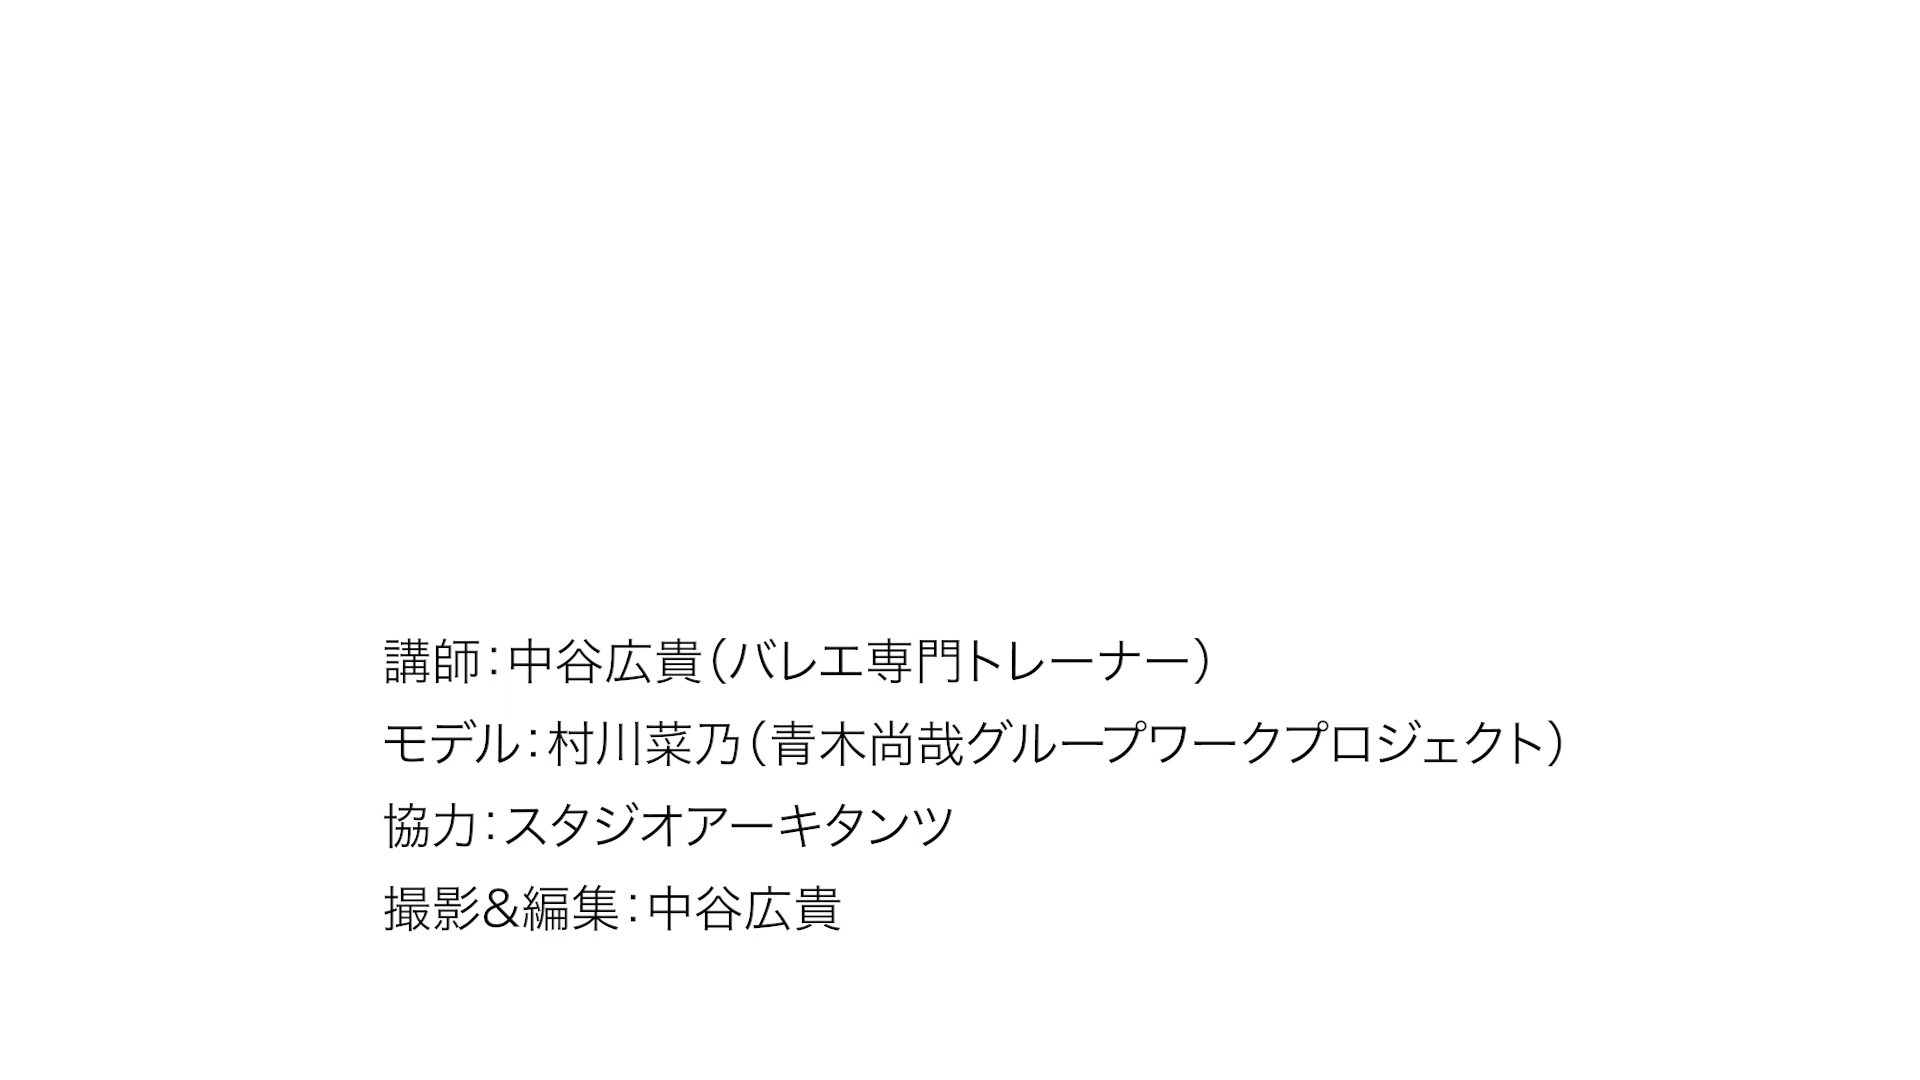 講師：中谷広貴（バレエ専門トレーナー）
モデル：村川菜乃（青木尚哉グループワークプロジェクト）
協力：スタジオアーキタンツ
撮影&編集：中谷広貴